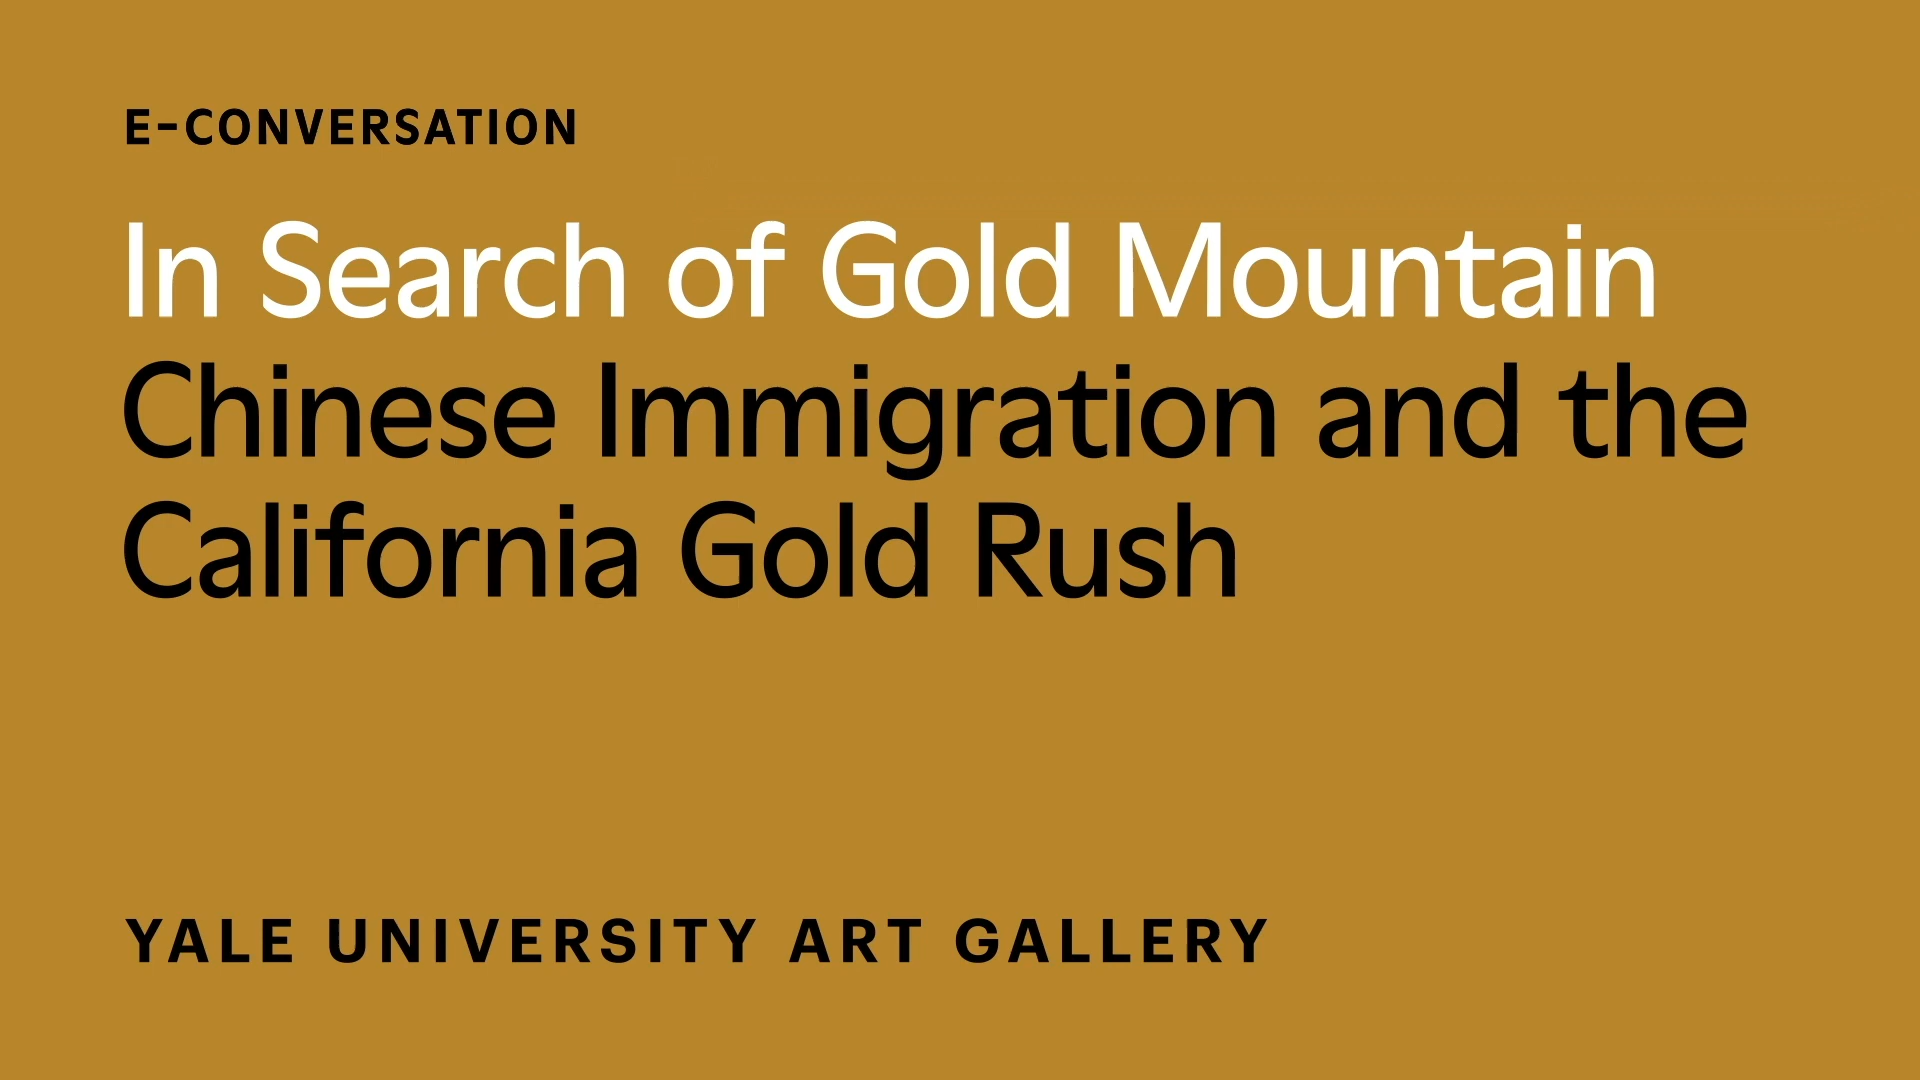 E-CONVERSATION
In Search of Gold Mountain
Chinese Immigration and the
California Gold Rush
YALE UNIVERSITY ART GALLERY